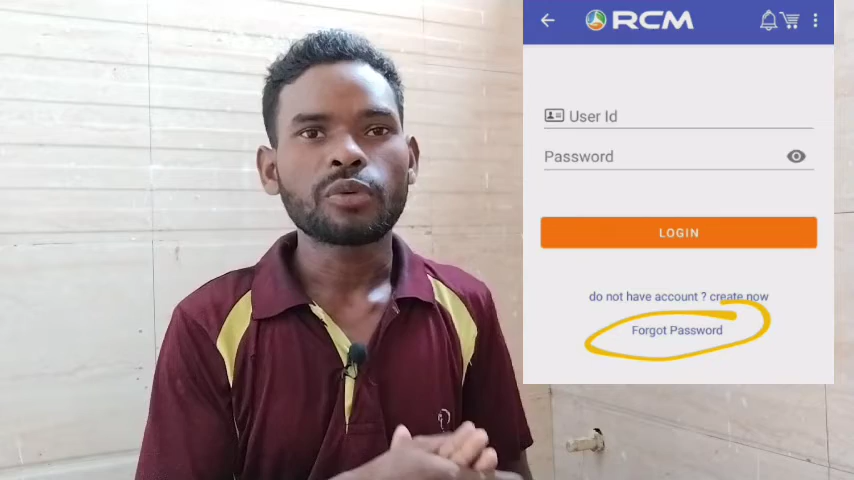 RCM
User Id
Password
LOGIN
do not have account ? create now
Forgot Password